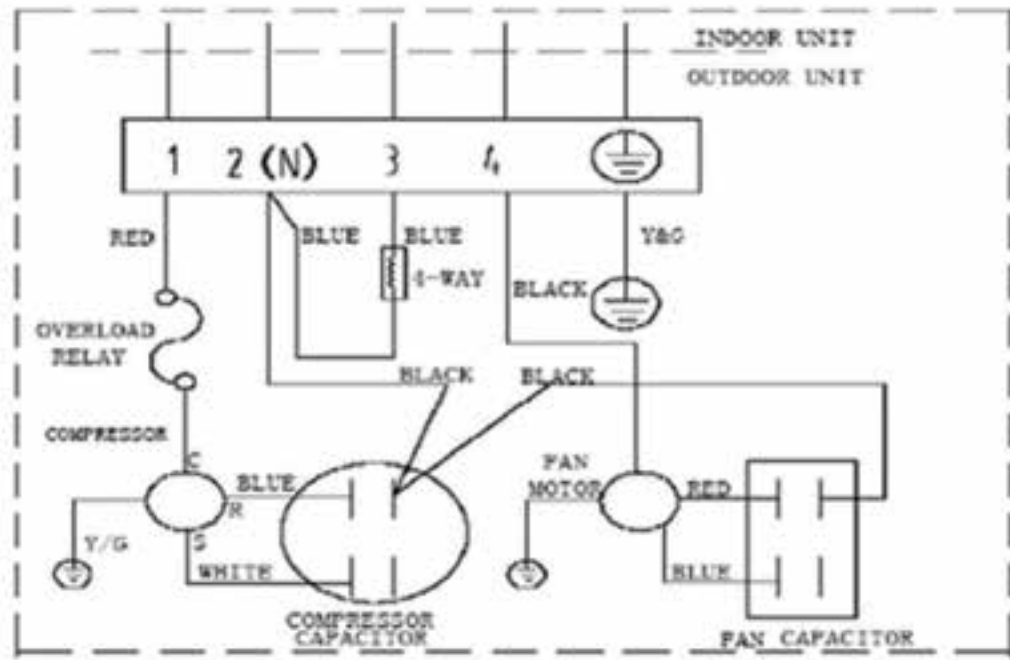 INDOOR UNIT
OUTDOOR UNIT
1 2 (N) 3 4
RED BLUE BLUE Y&G
4-WAY BLACK
OVERLOAD
RELAY
BLACK BLACK
COMPRESSOR
C
BLUE
R
S
Y/G
WHITE
COMPRESSOR
CAPACITOR
FAN
MOTOR
RED
BLUE
FAN CAPACITOR